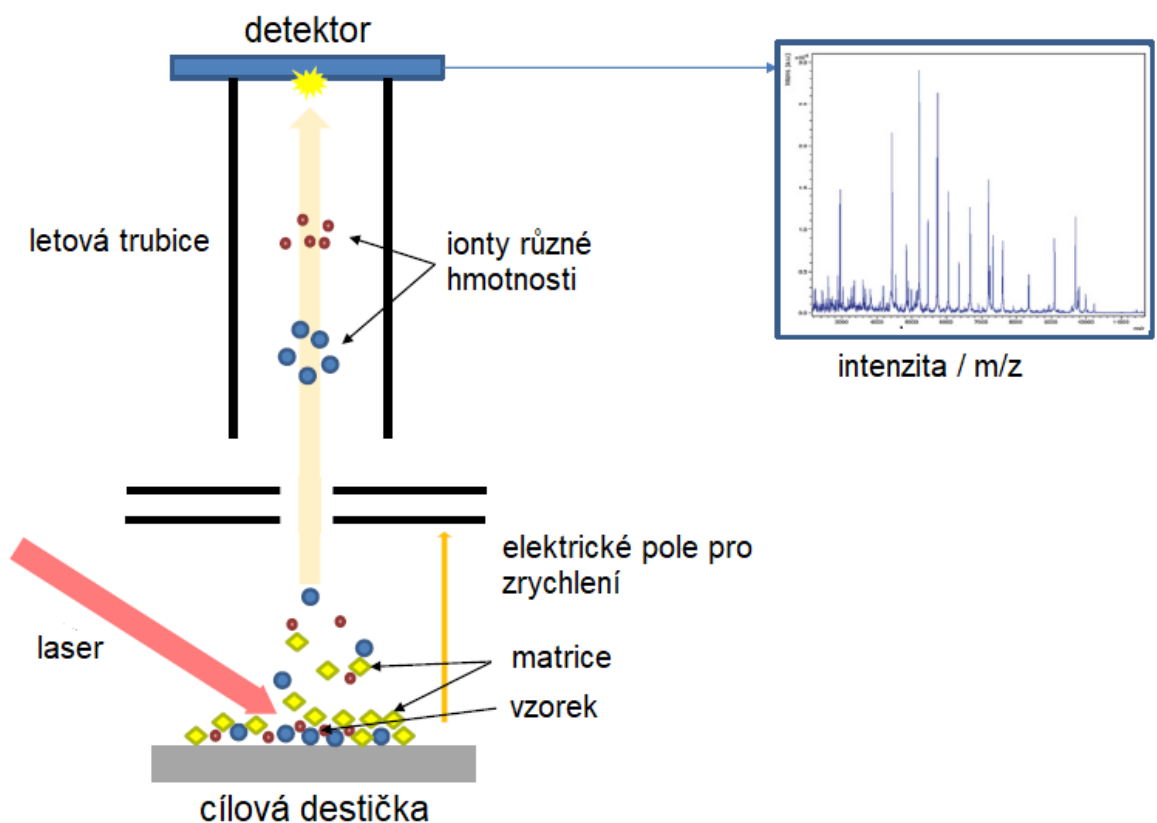 detektor
letová trubice
ionty různé
hmotnosti
intenzita / m/z
elektrické pole pro
zrychlení
laser
matrice
vzorek
cílová destička